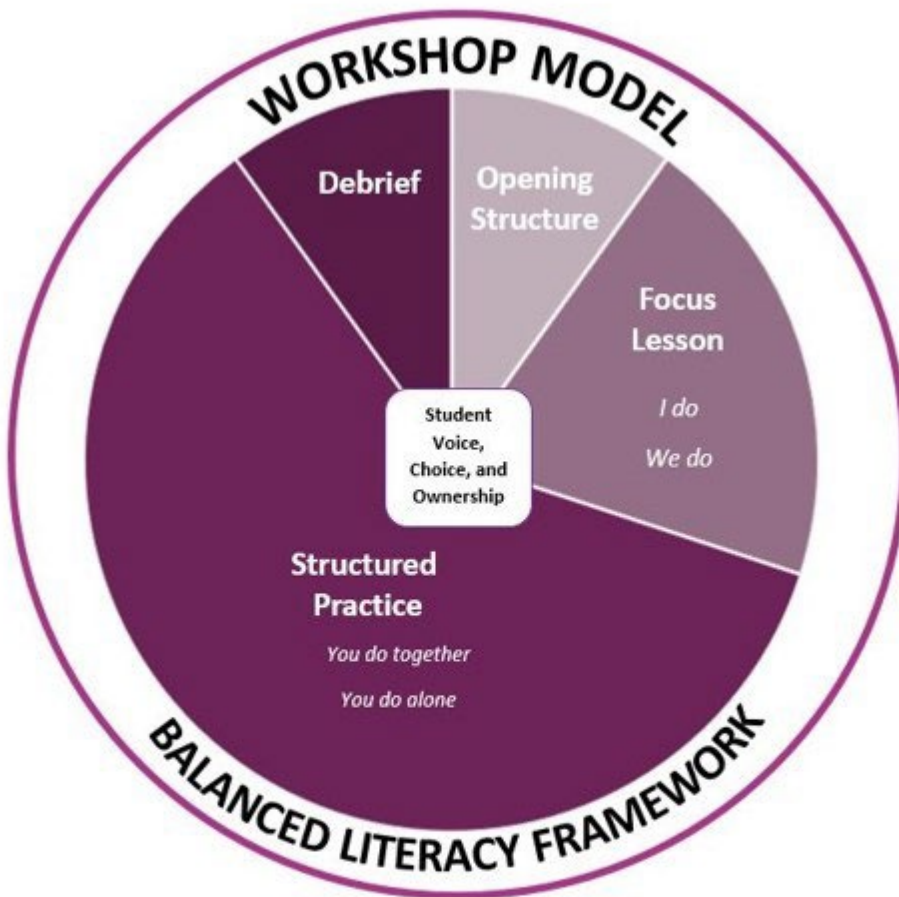 WORKSHOP MODEL
Debrief
Opening
Structure
Focus
Lesson
I do
We do
Student
Voice,
Choice, and
Ownership
Structured
Practice
You do together
You do alone
BALANCED LITERACY FRAMEWORK